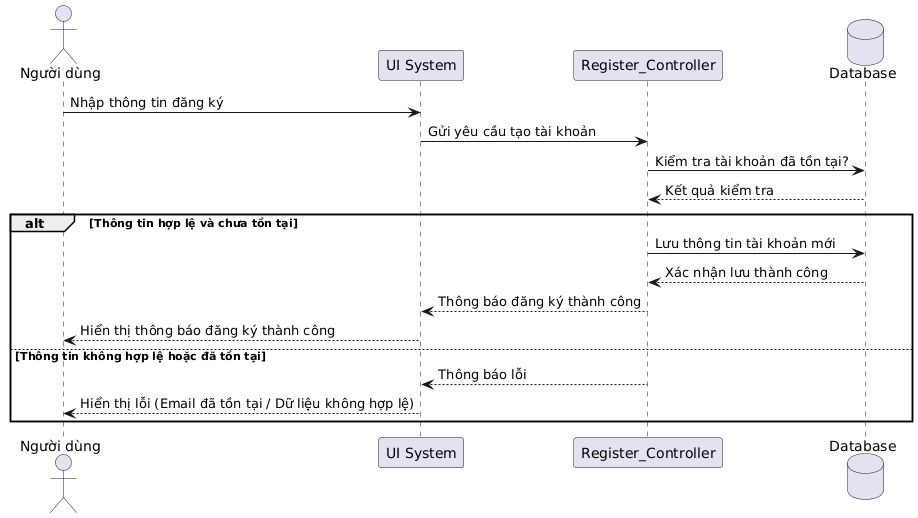 Người dùng
UI System
Register_Controller
Database
Nhập thông tin đăng ký
Gửi yêu cầu tạo tài khoản
Kiểm tra tài khoản đã tồn tại?
Kết quả kiểm tra
alt
[Thông tin hợp lệ và chưa tồn tại]
Lưu thông tin tài khoản mới
Xác nhận lưu thành công
Thông báo đăng ký thành công
Hiển thị thông báo đăng ký thành công
[Thông tin không hợp lệ hoặc đã tồn tại]
Thông báo lỗi
Hiển thị lỗi (Email đã tồn tại / Dữ liệu không hợp lệ)
Người dùng
UI System
Register_Controller
Database